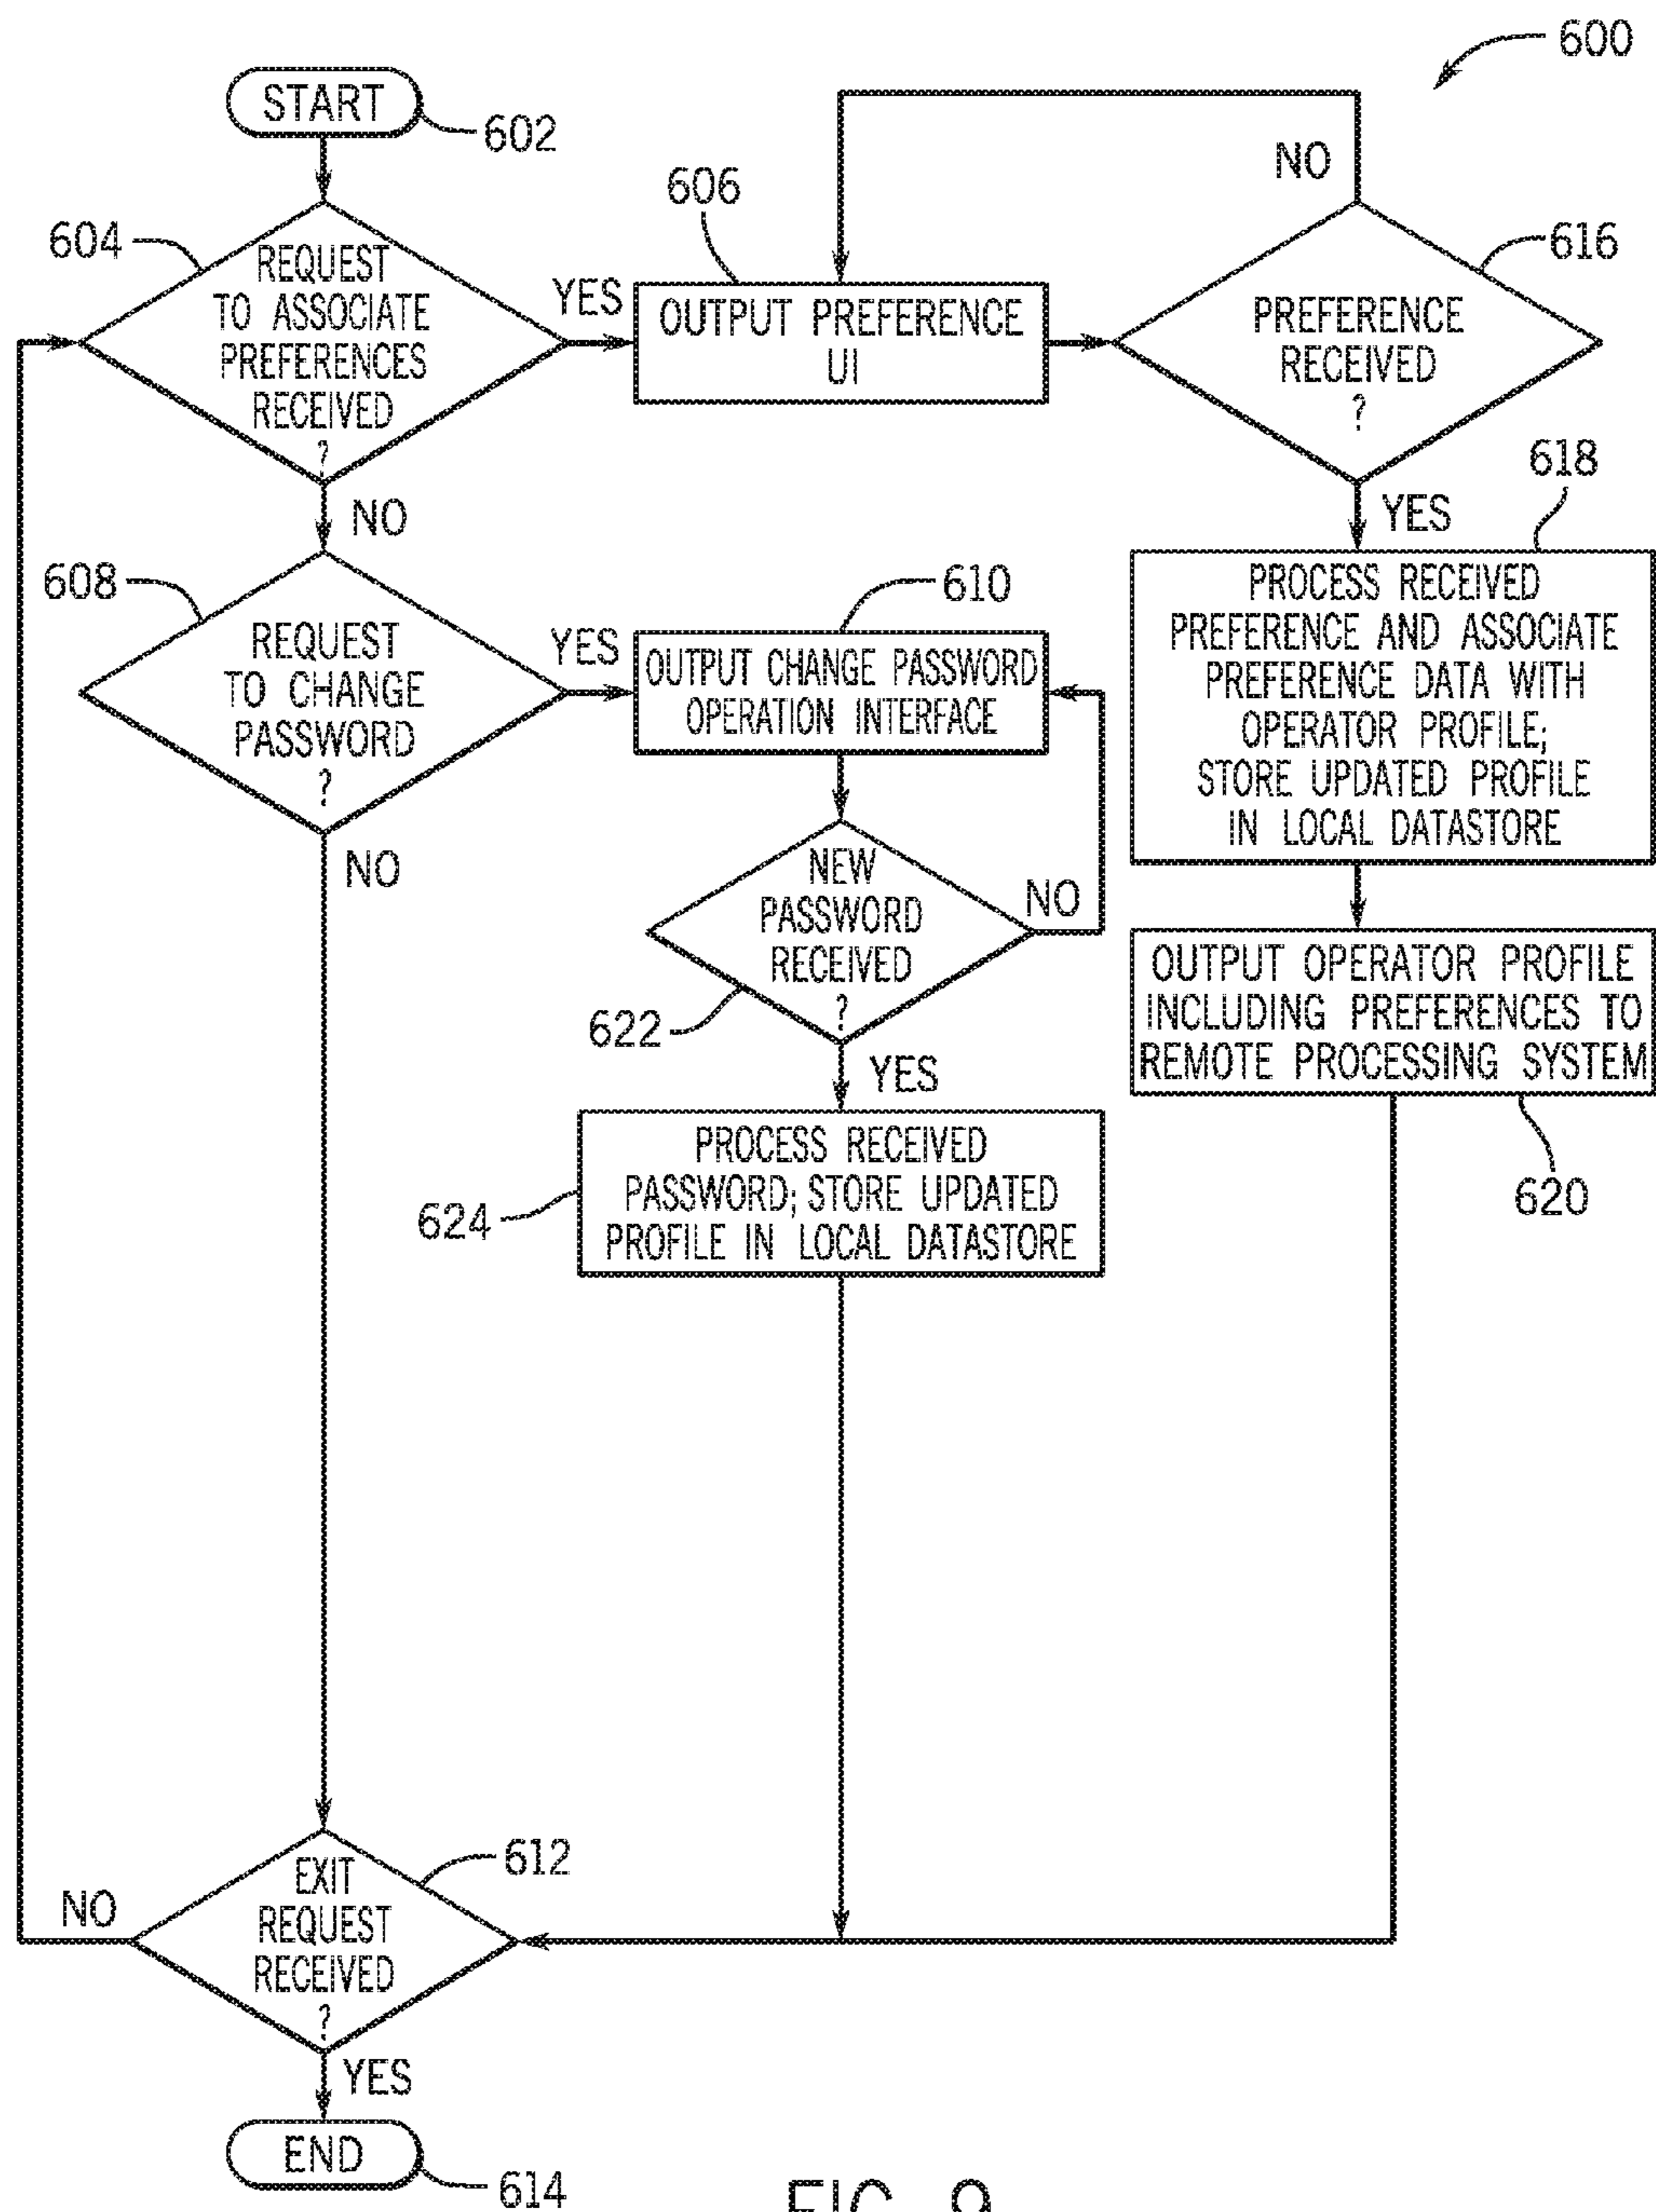 600
START
602
604
REQUEST
TO ASSOCIATE
PREFERENCES
RECEIVED
?
YES
606
OUTPUT PREFERENCE
UI
NO
616
PREFERENCE
RECEIVED
?
NO
608
REQUEST
TO CHANGE
PASSWORD
?
YES
610
OUTPUT CHANGE PASSWORD
OPERATION INTERFACE
YES
618
PROCESS RECEIVED
PREFERENCE AND ASSOCIATE
PREFERENCE DATA WITH
OPERATOR PROFILE;
STORE UPDATED PROFILE
IN LOCAL DATASTORE
NO
NEW
PASSWORD
RECEIVED
?
NO
622
YES
OUTPUT OPERATOR PROFILE
INCLUDING PREFERENCES TO
REMOTE PROCESSING SYSTEM
620
624
PROCESS RECEIVED
PASSWORD; STORE UPDATED
PROFILE IN LOCAL DATASTORE
612
EXIT
REQUEST
RECEIVED
?
NO
YES
END
614
FIG. 9